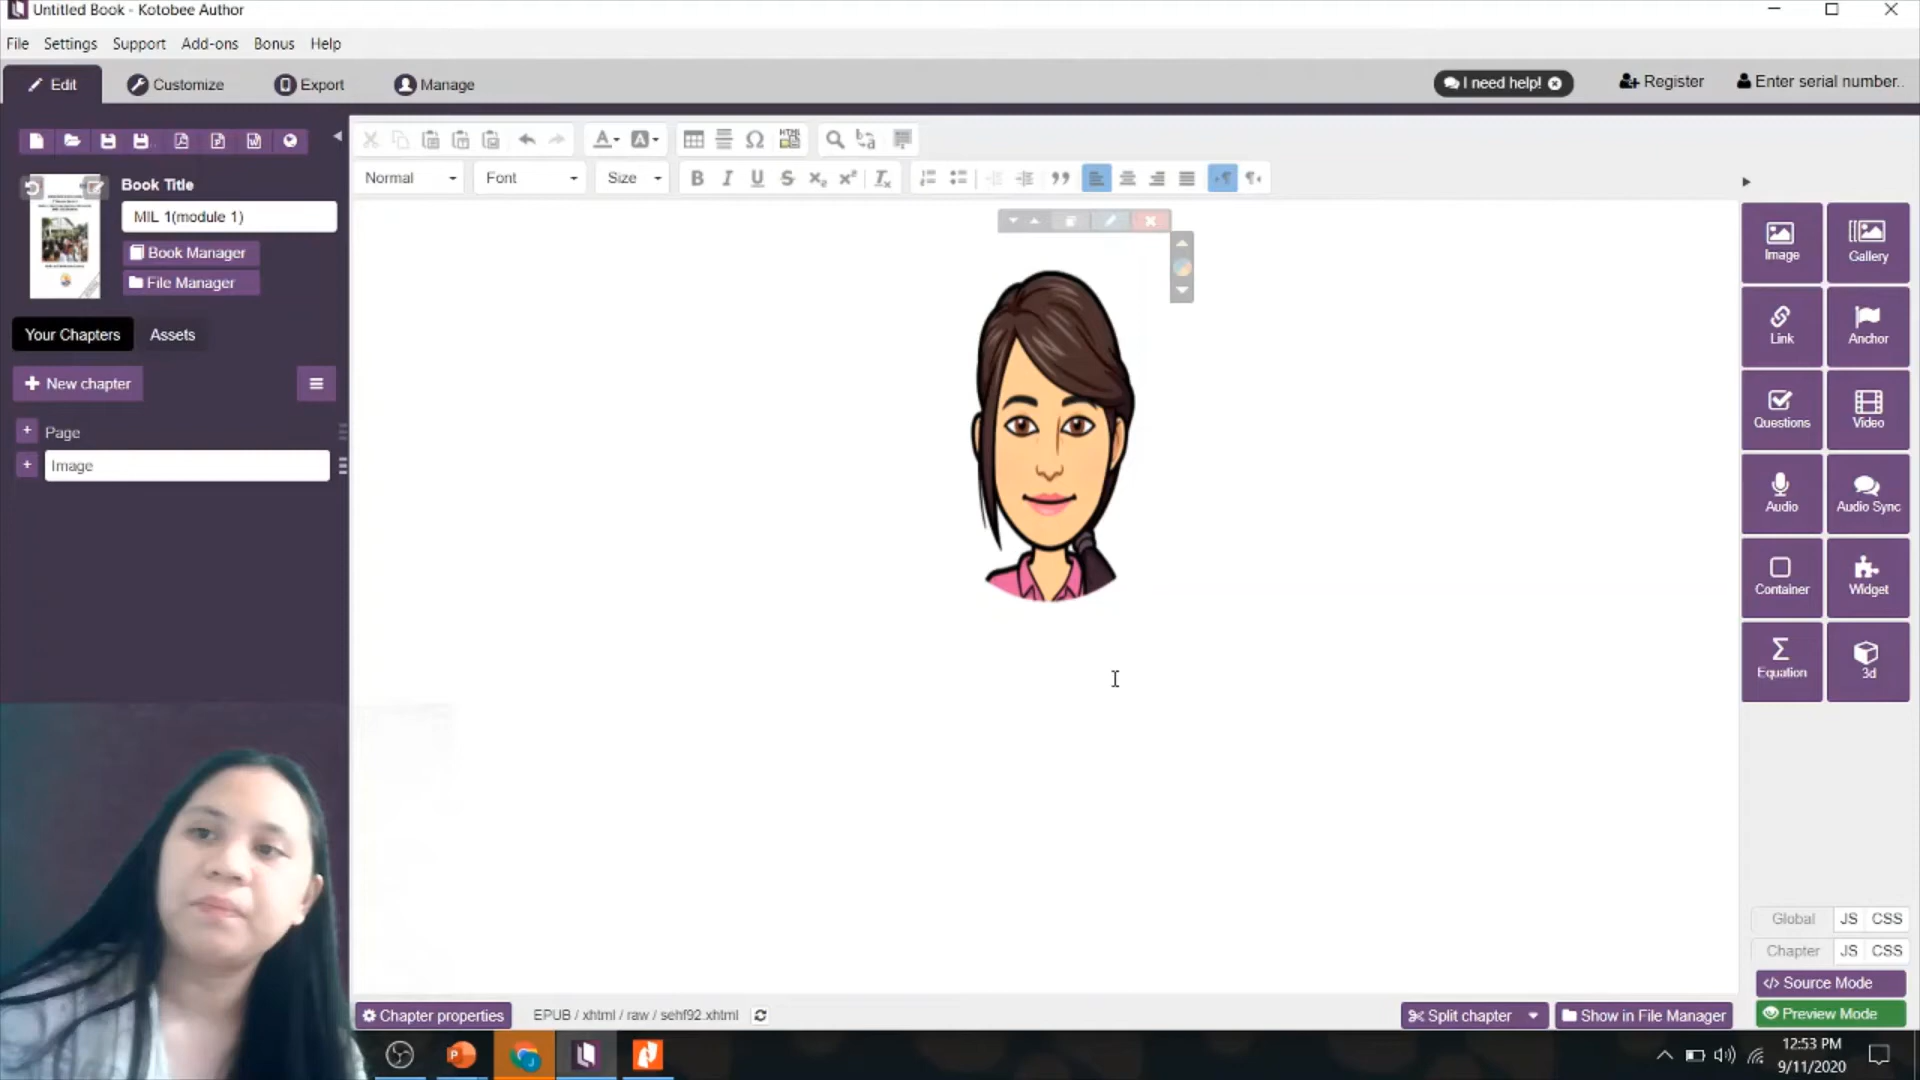 Untitled Book - Kotobee Author
File Settings Support Add-ons Bonus Help
Edit Customize Export Manage I need help! Register Enter serial number..
Book Title
MIL 1(module 1)
Book Manager
File Manager
Your Chapters Assets
New chapter
Page
Image
Normal Font Size
Image Gallery
Link Anchor
Questions Video
Audio Audio Sync
Container Widget
Equation 3d
Global JS CSS
Chapter JS CSS
Source Mode
Preview Mode
Chapter properties EPUB / xhtml / raw / sehf92.xhtml Split chapter Show in File Manager
12:53 PM
9/11/2020